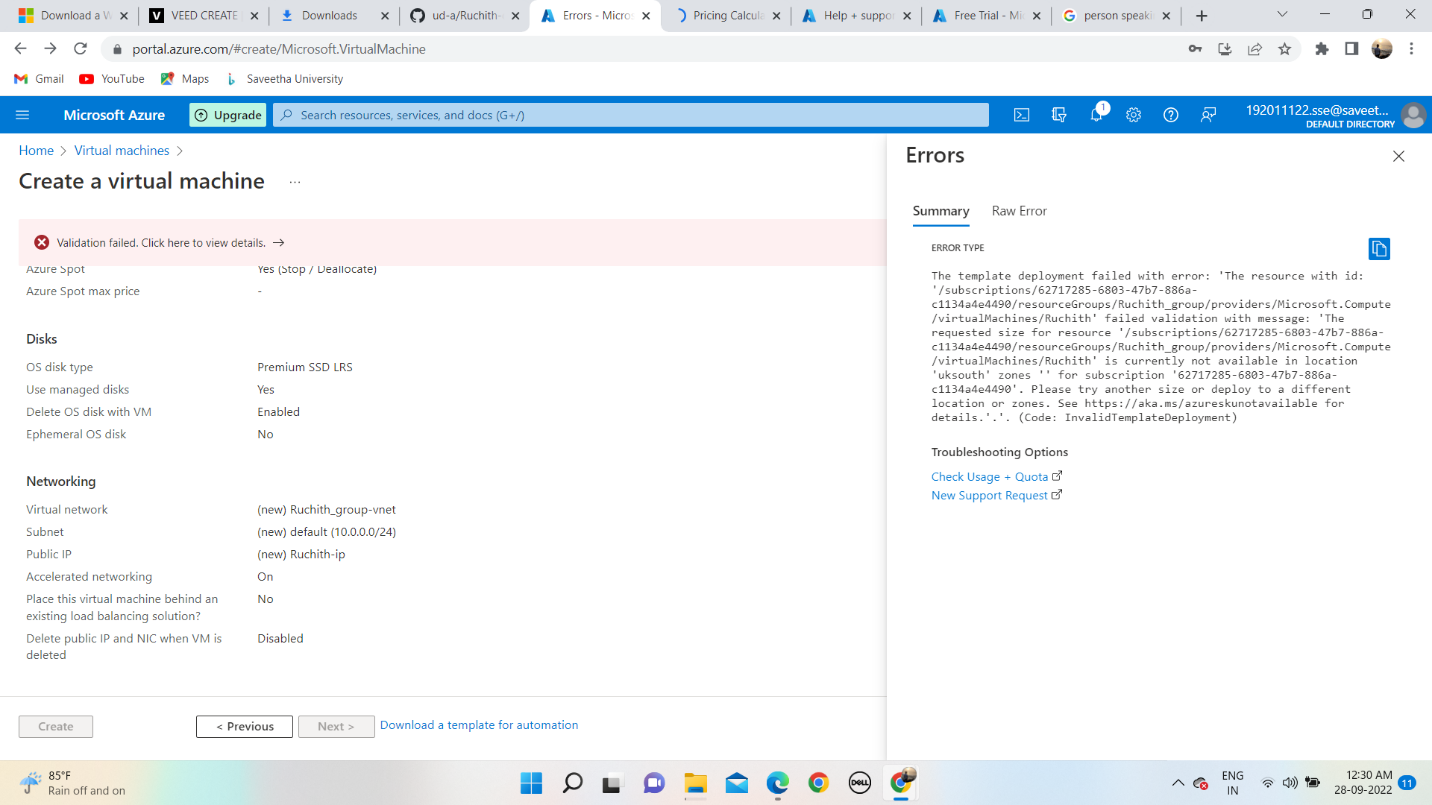 Download a W
VEED CREATE
Downloads
ud-a/Ruchith-
Errors - Micros
Pricing Calcula
Help + suppor
Free Trial - Mi
person speaki
portal.azure.com/#create/Microsoft.VirtualMachine
Gmail
YouTube
Maps
Saveetha University
Microsoft Azure
Upgrade
Search resources, services, and docs (G+/)
1
192011122.sse@saveet...
DEFAULT DIRECTORY
Home > Virtual machines >
Create a virtual machine
...
Validation failed. Click here to view details. →
Azure Spot Yes (Stop / Deallocate)
Azure Spot max price -
Disks
OS disk type Premium SSD LRS
Use managed disks Yes
Delete OS disk with VM Enabled
Ephemeral OS disk No
Networking
Virtual network (new) Ruchith_group-vnet
Subnet (new) default (10.0.0.0/24)
Public IP (new) Ruchith-ip
Accelerated networking On
Place this virtual machine behind an No
existing load balancing solution?
Delete public IP and NIC when VM is Disabled
deleted
Create
< Previous
Next >
Download a template for automation
Errors
Summary Raw Error
ERROR TYPE
The template deployment failed with error: 'The resource with id:
'/subscriptions/62717285-6803-47b7-886a-
c1134a4e4490/resourceGroups/Ruchith_group/providers/Microsoft.Compute
/virtualMachines/Ruchith' failed validation with message: 'The
requested size for resource '/subscriptions/62717285-6803-47b7-886a-
c1134a4e4490/resourceGroups/Ruchith_group/providers/Microsoft.Compute
/virtualMachines/Ruchith' is currently not available in location
'uksouth' zones '' for subscription '62717285-6803-47b7-886a-
c1134a4e4490'. Please try another size or deploy to a different
location or zones. See https://aka.ms/azureskunotavailable for
details.'.'. (Code: InvalidTemplateDeployment)
Troubleshooting Options
Check Usage + Quota
New Support Request
85°F
Rain off and on
DELL
ENG
IN
12:30 AM
28-09-2022
11